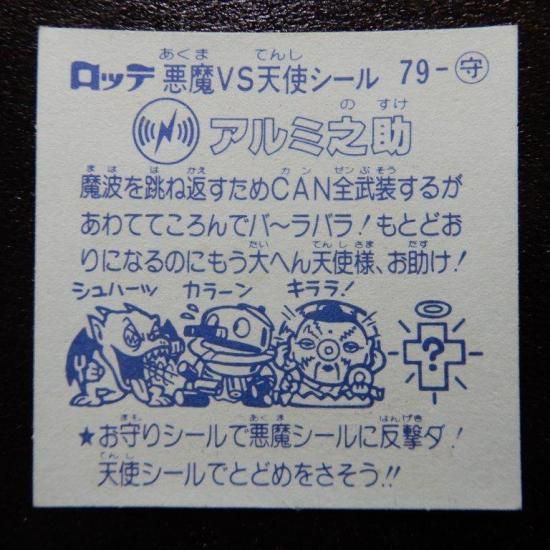 ロッテ 悪魔VS天使シール 79-守
アルミ之助
魔波を跳ね返すためCAN全武装するが
あわててころんでバ〜ラバラ！もとどお
りになるのにもう大へん天使様、お助け！
シュハーッ カラーン キララ！
?
★お守りシールで悪魔シールに反撃ダ！
天使シールでとどめをさそう!!